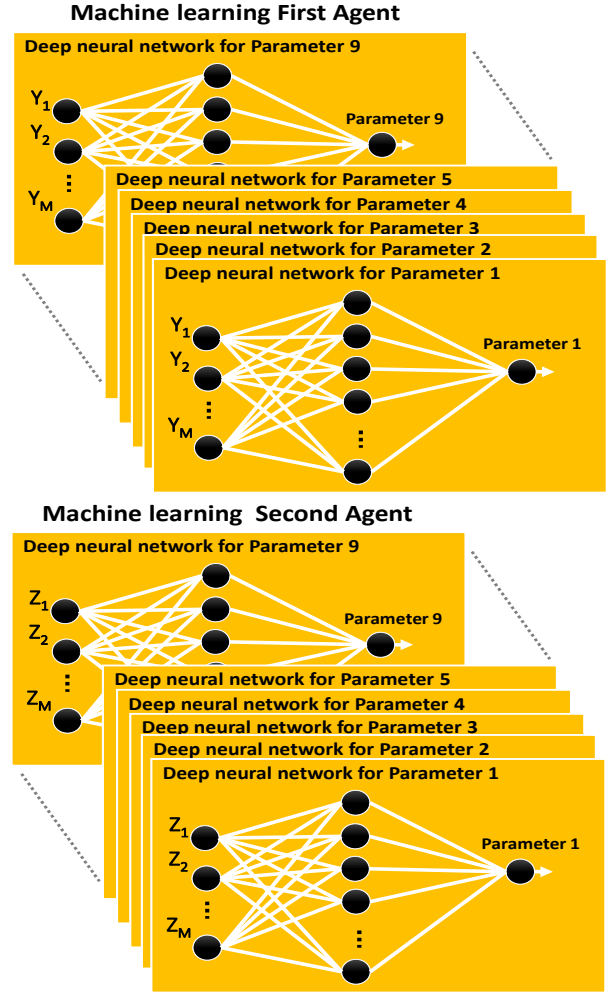 Machine learning First Agent
Deep neural network for Parameter 9
Y1
Y2
YM
Parameter 9
Deep neural network for Parameter 5
Deep neural network for Parameter 4
Deep neural network for Parameter 3
Deep neural network for Parameter 2
Deep neural network for Parameter 1
Y1
Y2
YM
Parameter 1
Machine learning Second Agent
Deep neural network for Parameter 9
Z1
Z2
ZM
Parameter 9
Deep neural network for Parameter 5
Deep neural network for Parameter 4
Deep neural network for Parameter 3
Deep neural network for Parameter 2
Deep neural network for Parameter 1
Z1
Z2
ZM
Parameter 1